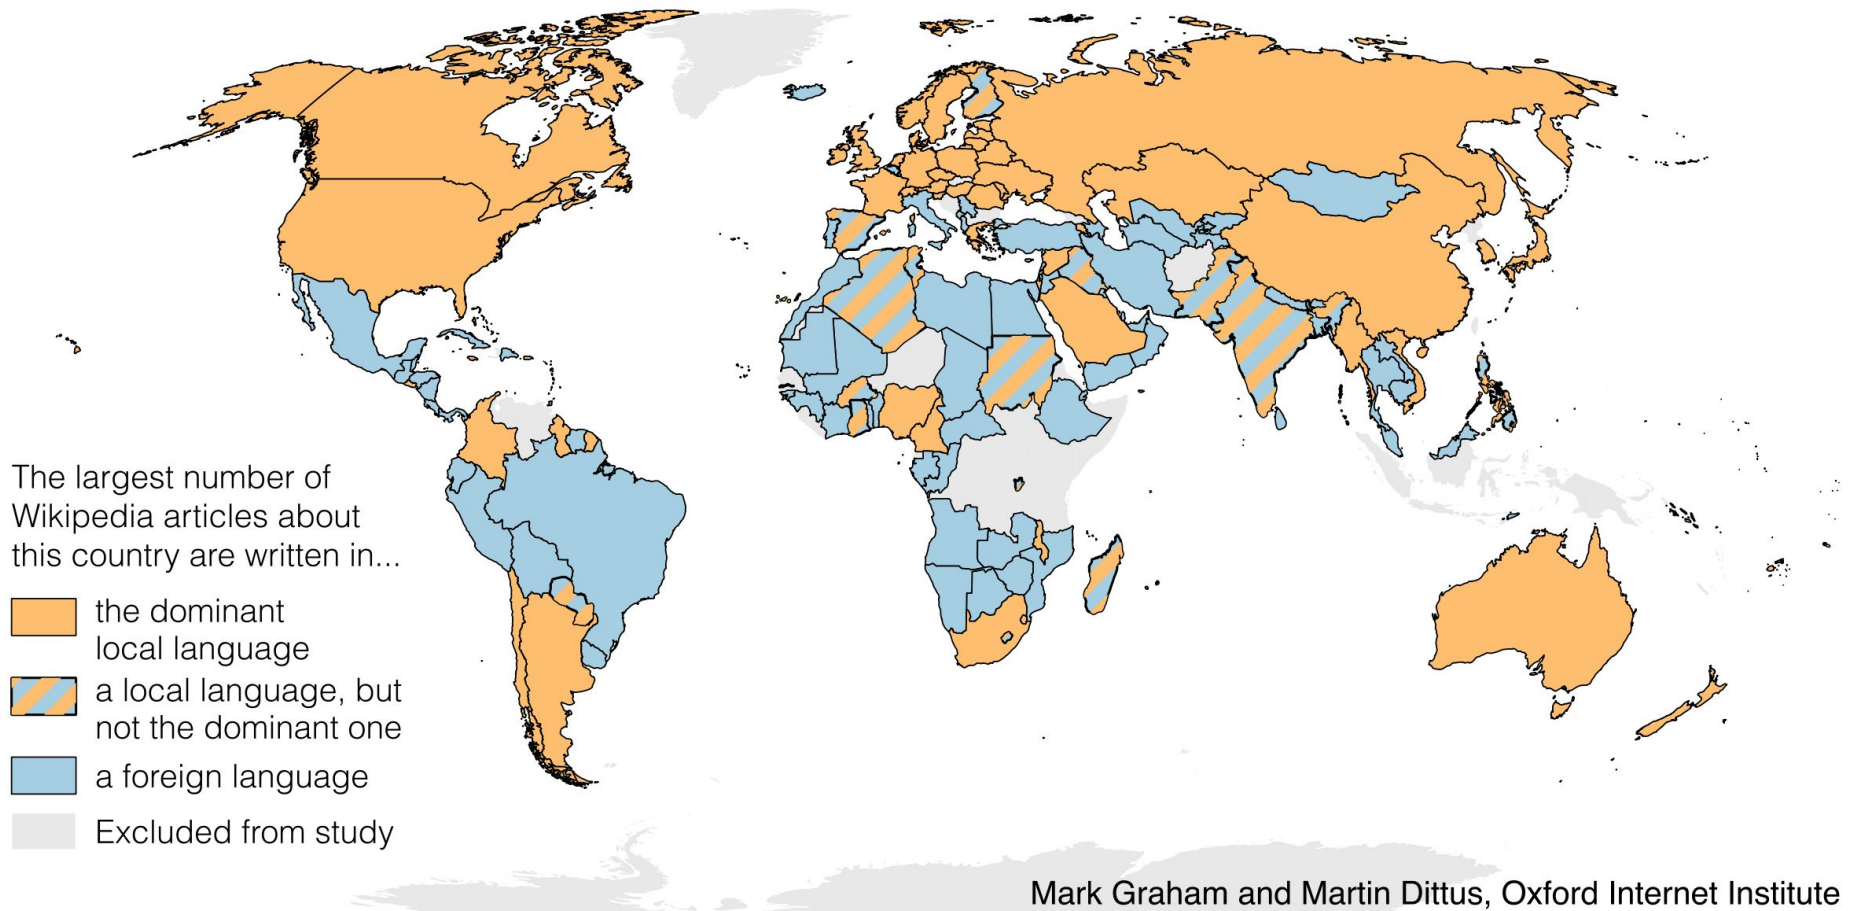 The largest number of
Wikipedia articles about
this country are written in...
the dominant
local language
a local language, but
not the dominant one
a foreign language
Excluded from study
Mark Graham and Martin Dittus, Oxford Internet Institute